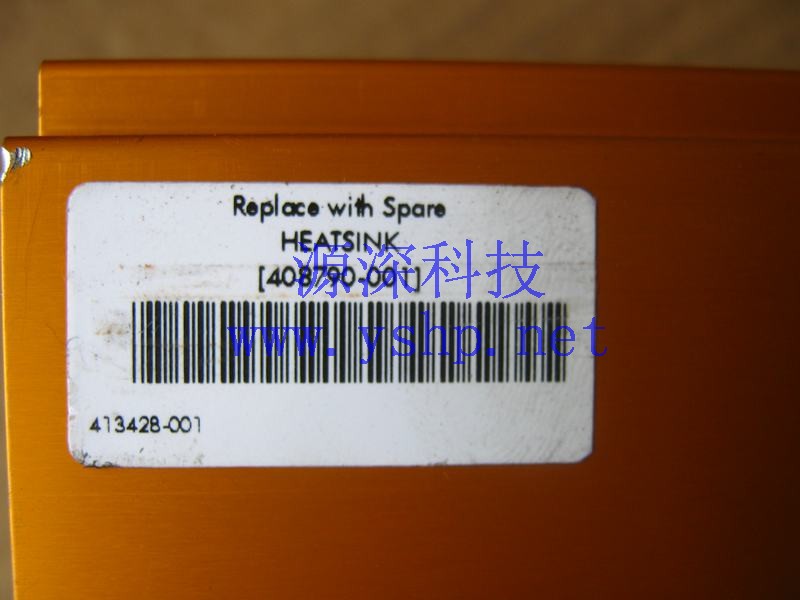 Replace with Spare
HEATSINK
源深科技
[408790-001]
www.yshp.net
413428-001